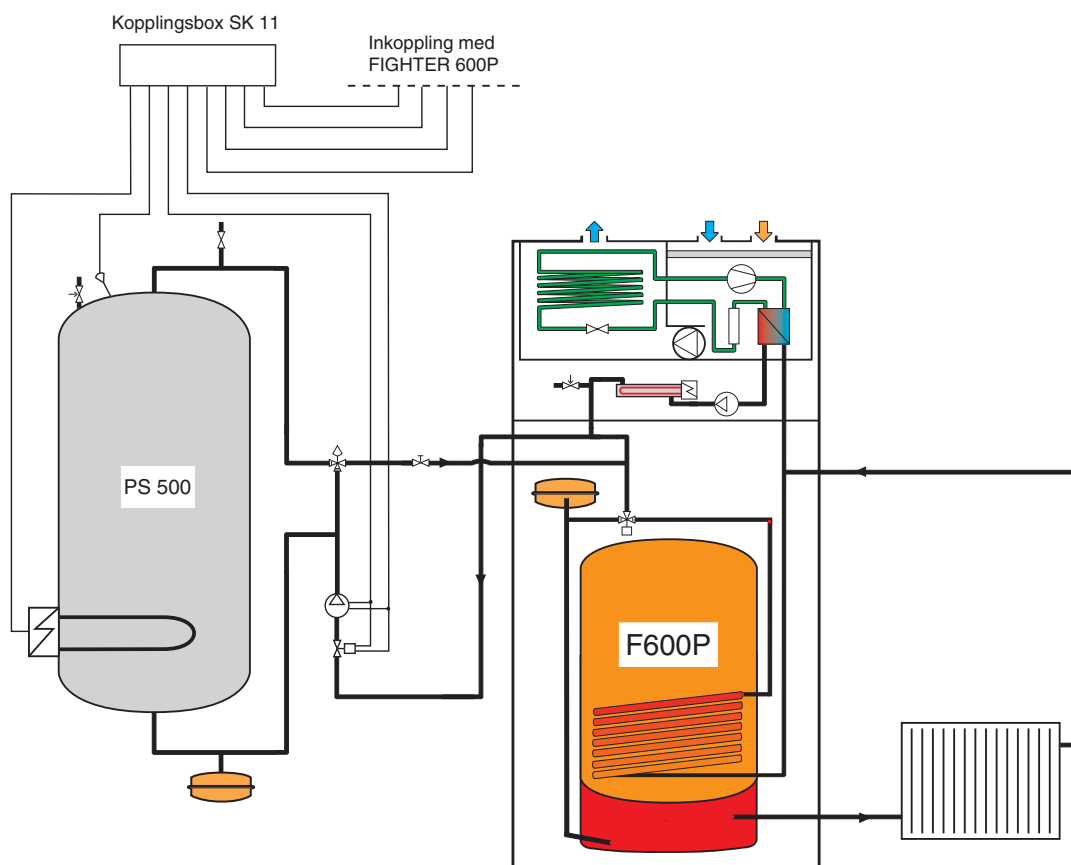 Kopplingsbox SK 11
Inkoppling med
FIGHTER 600P
PS 500
F600P